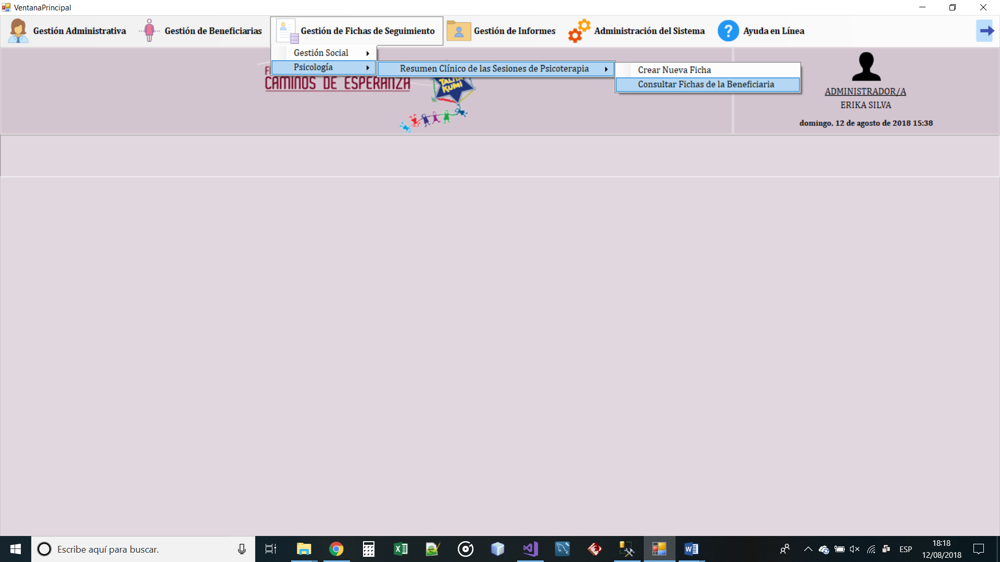 VentanaPrincipal
Gestión Administrativa
Gestión de Beneficiarias
Gestión de Fichas de Seguimiento
Gestión de Informes
Administración del Sistema
Ayuda en Línea
Gestión Social
Psicología
Resumen Clínico de las Sesiones de Psicoterapia
Crear Nueva Ficha
Consultar Fichas de la Beneficiaria
CAMINOS DE ESPERANZA
TALITA
KUMI
ADMINISTRADOR/A
ERIKA SILVA
domingo, 12 de agosto de 2018 15:38
Escribe aquí para buscar.
ESP
18:18
12/08/2018